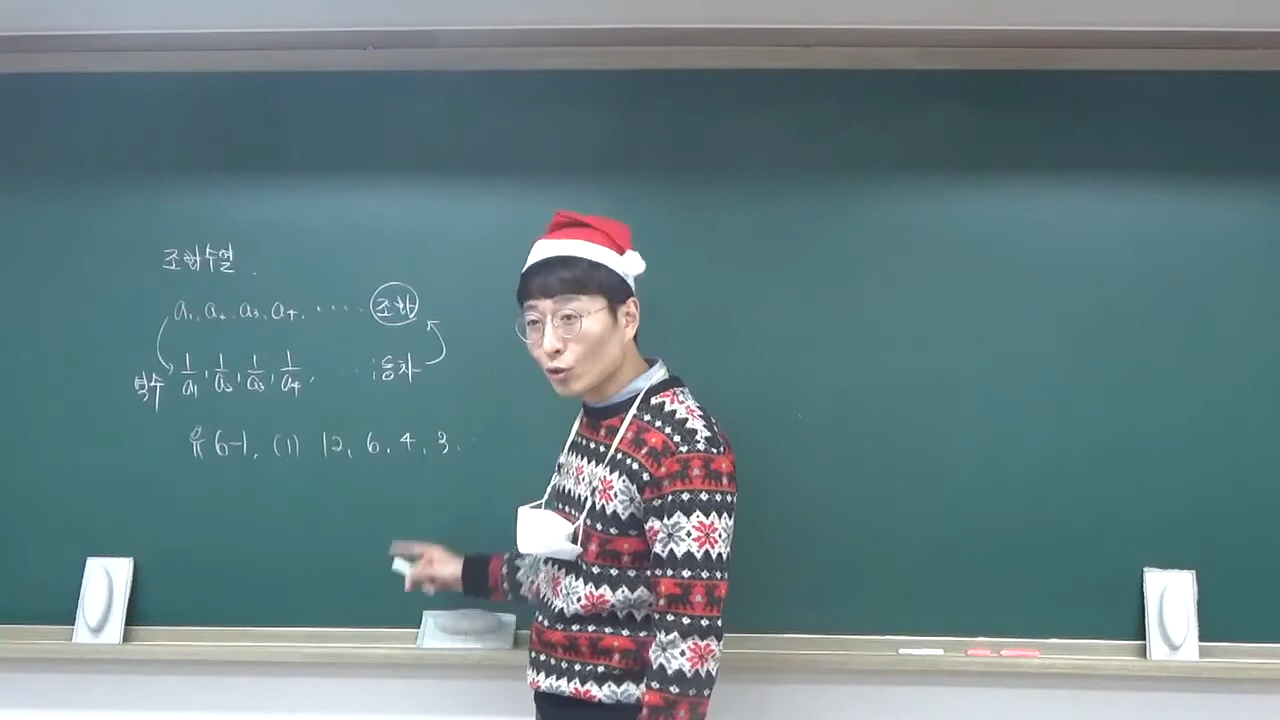 조화수열.
a₁, a₂, a₃, a₄, ···· 조화
역수 1/a₁, 1/a₂, 1/a₃, 1/a₄, ··· 등차
유 6-1. (1) 12, 6, 4, 3, ··